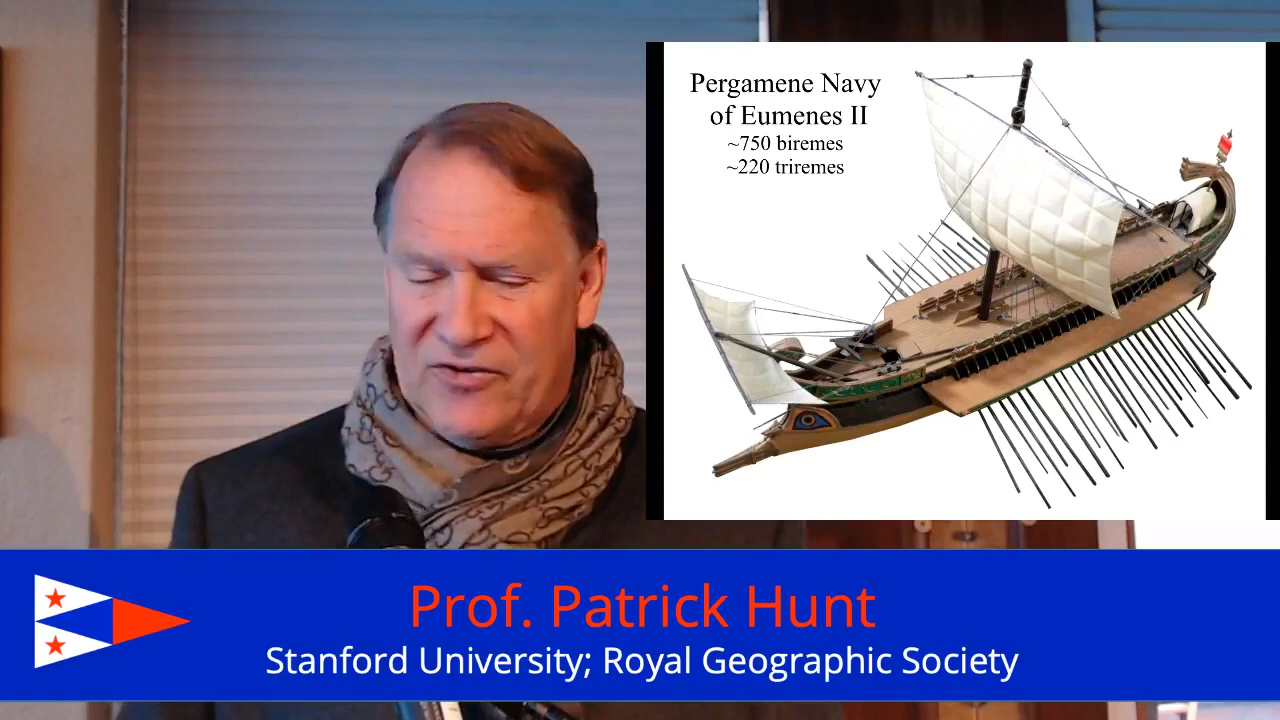 Pergamene Navy
of Eumenes II
~750 biremes
~220 triremes
Prof. Patrick Hunt
Stanford University; Royal Geographic Society